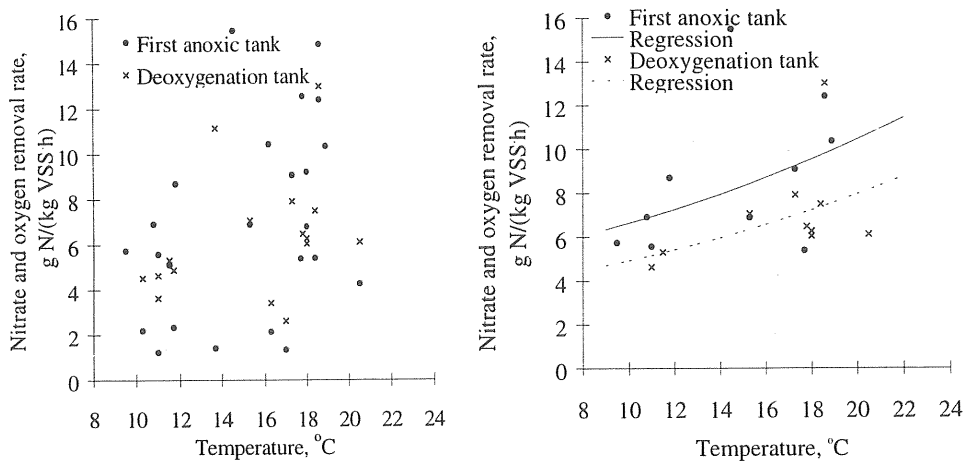 Nitrate and oxygen removal rate,
g N/(kg VSS·h)
16
14
12
10
8
6
4
2
0
• First anoxic tank
× Deoxygenation tank
8 10 12 14 16 18 20 22 24
Temperature, °C
Nitrate and oxygen removal rate,
g N/(kg VSS·h)
16
14
12
10
8
6
4
2
0
• First anoxic tank
Regression
× Deoxygenation tank
Regression
8 10 12 14 16 18 20 22 24
Temperature, °C